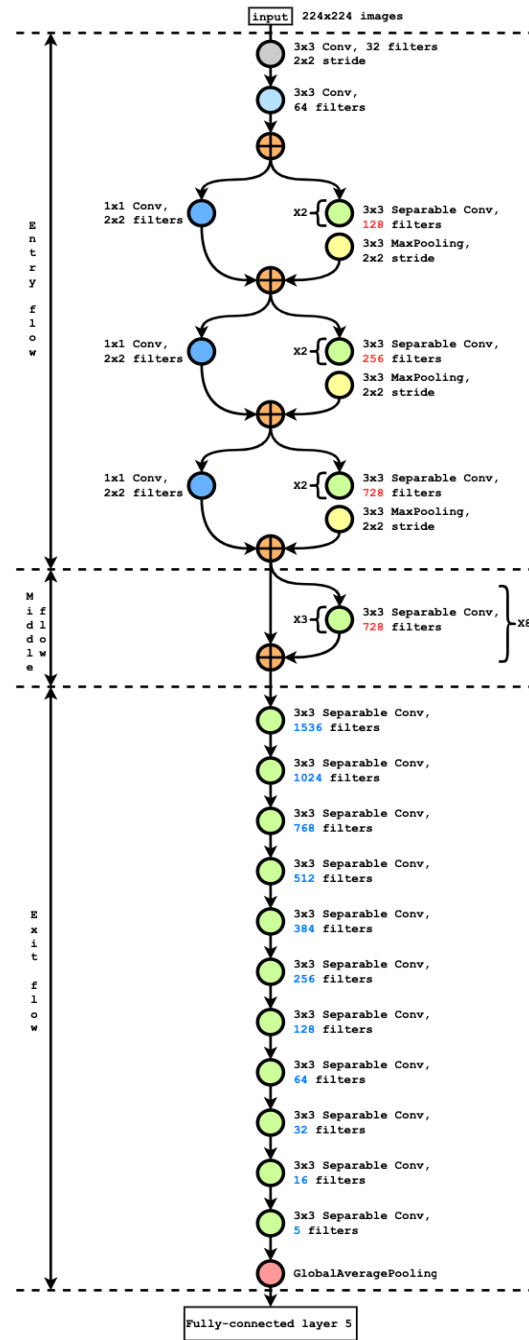 input 224x224 images
3x3 Conv, 32 filters
2x2 stride
3x3 Conv,
64 filters
Entry flow
1x1 Conv,
2x2 filters
X2
3x3 Separable Conv,
128 filters
3x3 MaxPooling,
2x2 stride
1x1 Conv,
2x2 filters
X2
3x3 Separable Conv,
256 filters
3x3 MaxPooling,
2x2 stride
1x1 Conv,
2x2 filters
X2
3x3 Separable Conv,
728 filters
3x3 MaxPooling,
2x2 stride
Middle
flow
X3
3x3 Separable Conv,
728 filters
X8
Exit flow
3x3 Separable Conv,
1536 filters
3x3 Separable Conv,
1024 filters
3x3 Separable Conv,
768 filters
3x3 Separable Conv,
512 filters
3x3 Separable Conv,
384 filters
3x3 Separable Conv,
256 filters
3x3 Separable Conv,
128 filters
3x3 Separable Conv,
64 filters
3x3 Separable Conv,
32 filters
3x3 Separable Conv,
16 filters
3x3 Separable Conv,
5 filters
GlobalAveragePooling
Fully-connected layer 5